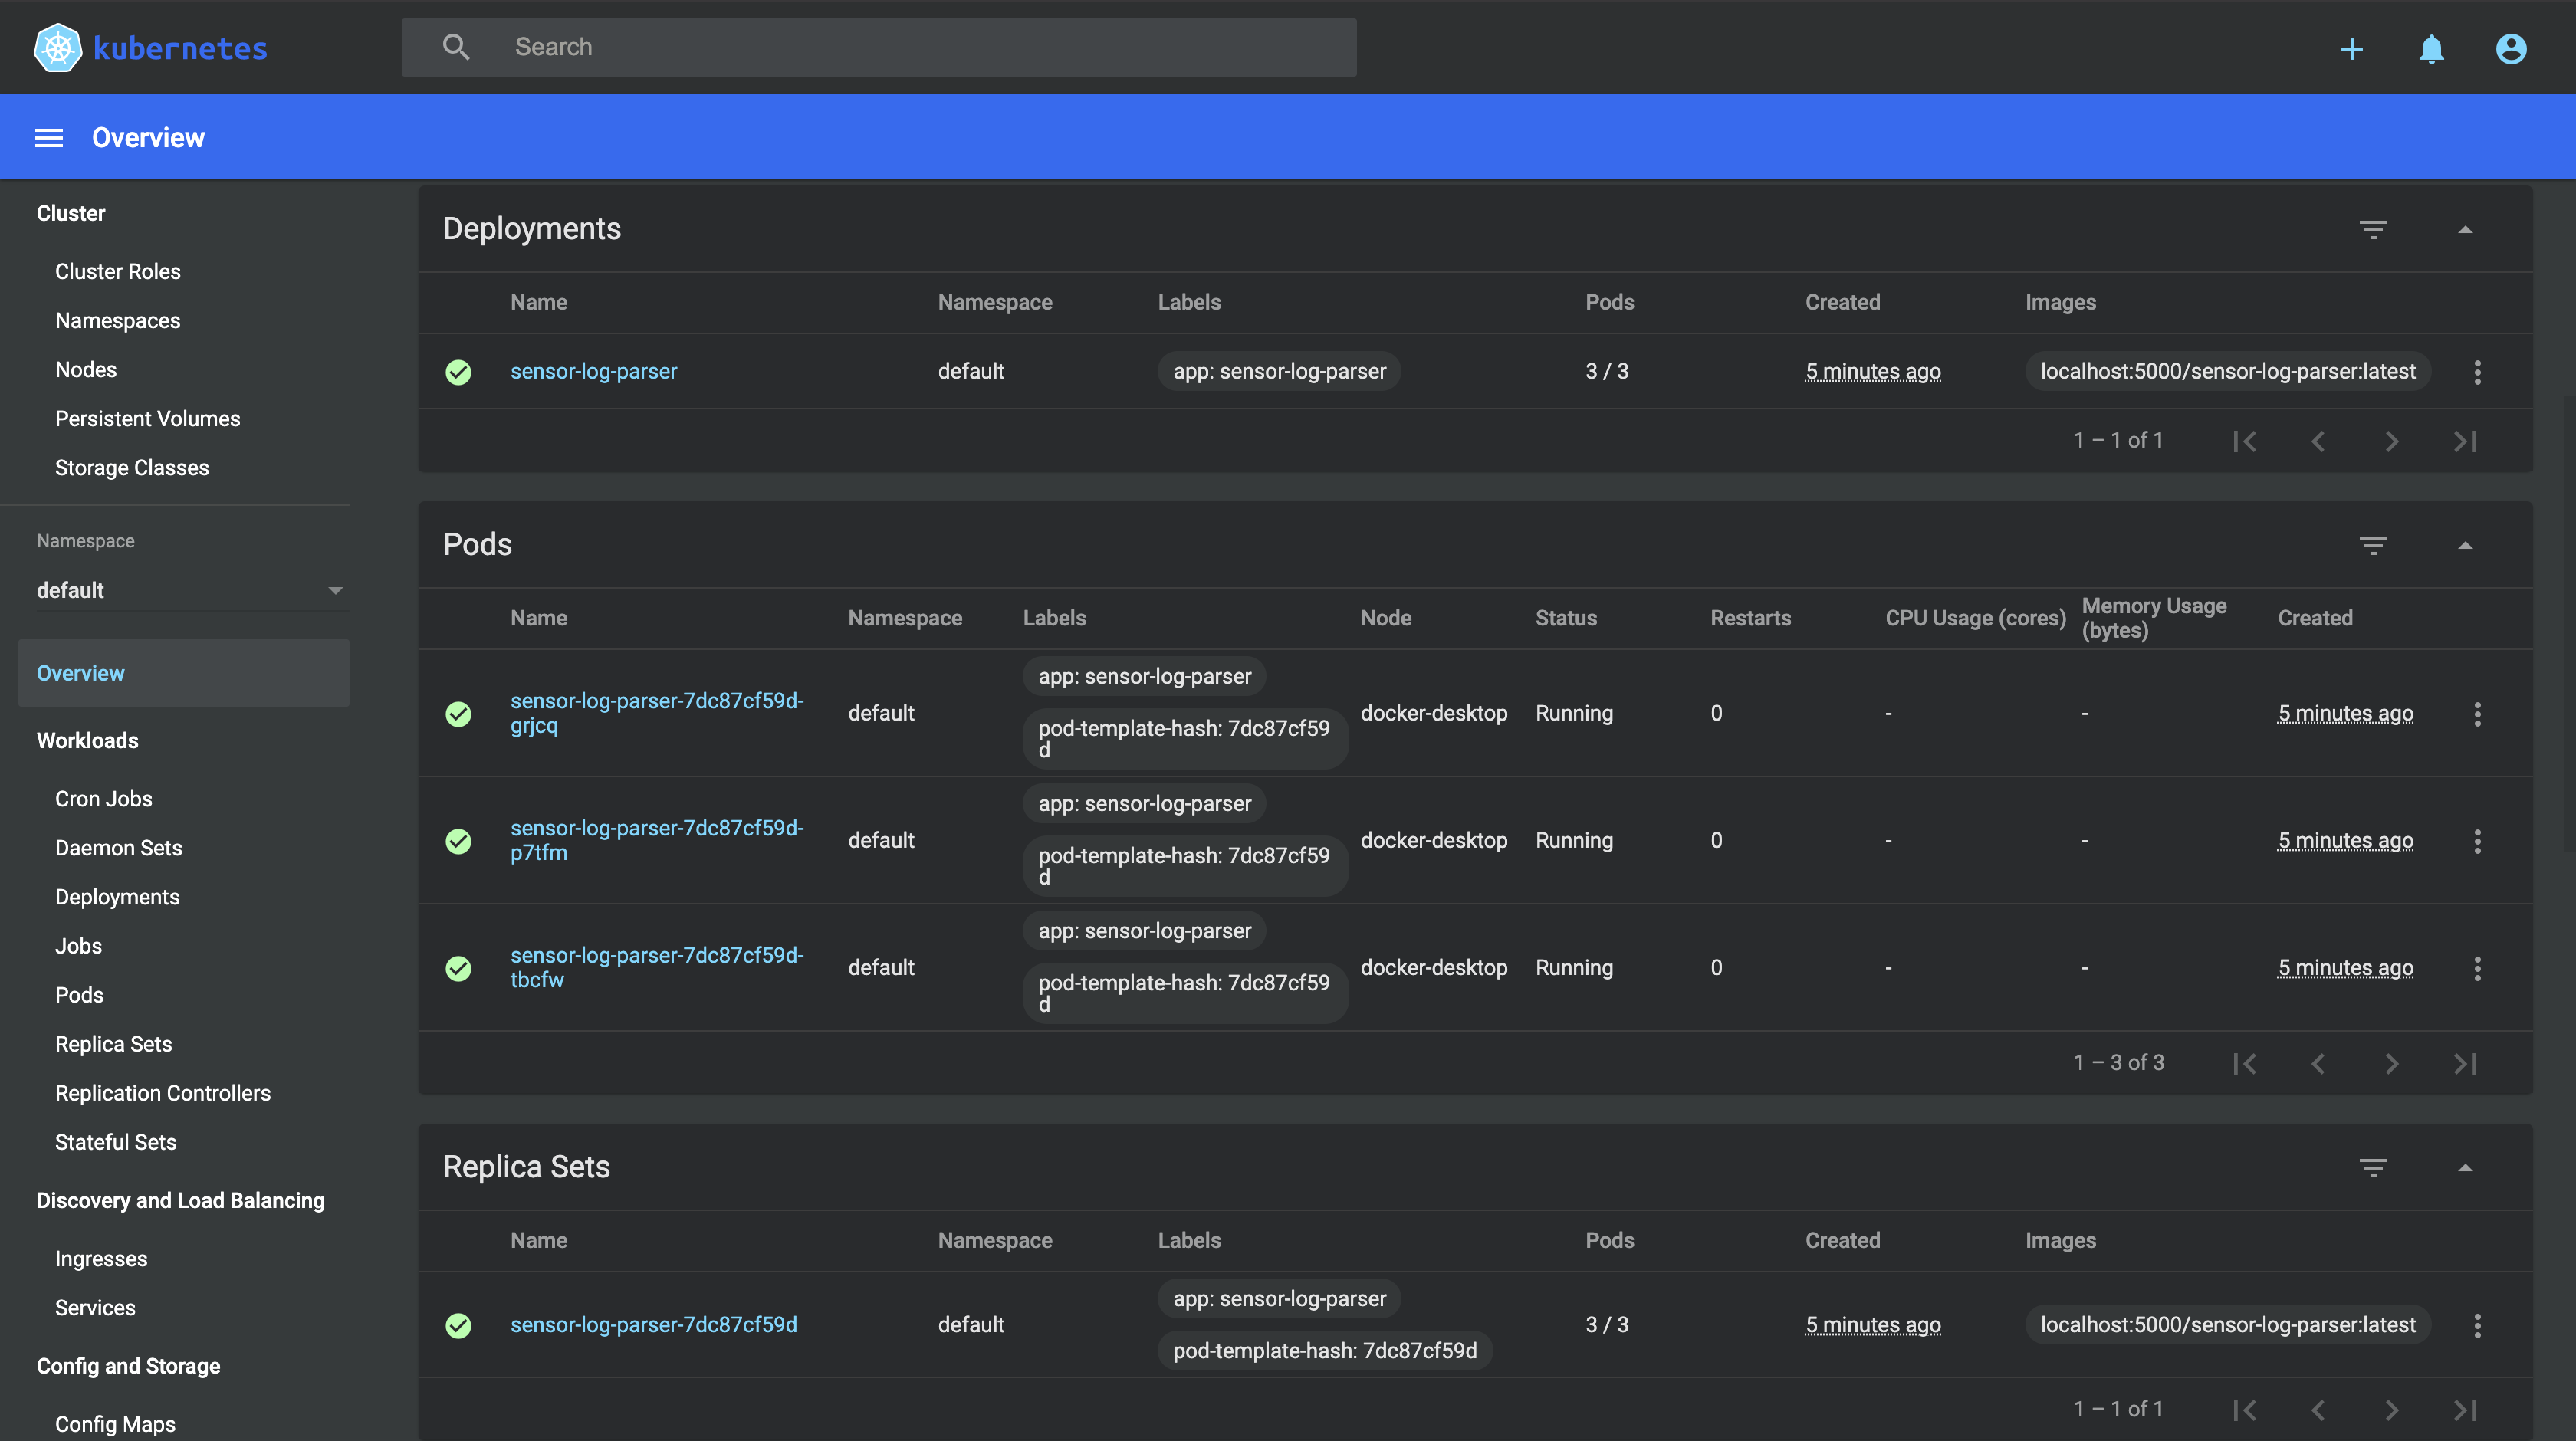 kubernetes
Search
Overview
Cluster
Cluster Roles
Namespaces
Nodes
Persistent Volumes
Storage Classes
Namespace
default
Overview
Workloads
Cron Jobs
Daemon Sets
Deployments
Jobs
Pods
Replica Sets
Replication Controllers
Stateful Sets
Discovery and Load Balancing
Ingresses
Services
Config and Storage
Config Maps
Deployments
Name Namespace Labels Pods Created Images
sensor-log-parser default app: sensor-log-parser 3 / 3 5 minutes ago localhost:5000/sensor-log-parser:latest
1 – 1 of 1
Pods
Name Namespace Labels Node Status Restarts CPU Usage (cores) Memory Usage
(bytes) Created
app: sensor-log-parser
sensor-log-parser-7dc87cf59d-
grjcq default pod-template-hash: 7dc87cf59
d docker-desktop Running 0 - - 5 minutes ago
app: sensor-log-parser
sensor-log-parser-7dc87cf59d-
p7tfm default pod-template-hash: 7dc87cf59
d docker-desktop Running 0 - - 5 minutes ago
app: sensor-log-parser
sensor-log-parser-7dc87cf59d-
tbcfw default pod-template-hash: 7dc87cf59
d docker-desktop Running 0 - - 5 minutes ago
1 – 3 of 3
Replica Sets
Name Namespace Labels Pods Created Images
app: sensor-log-parser
sensor-log-parser-7dc87cf59d default 3 / 3 5 minutes ago localhost:5000/sensor-log-parser:latest
pod-template-hash: 7dc87cf59d
1 – 1 of 1